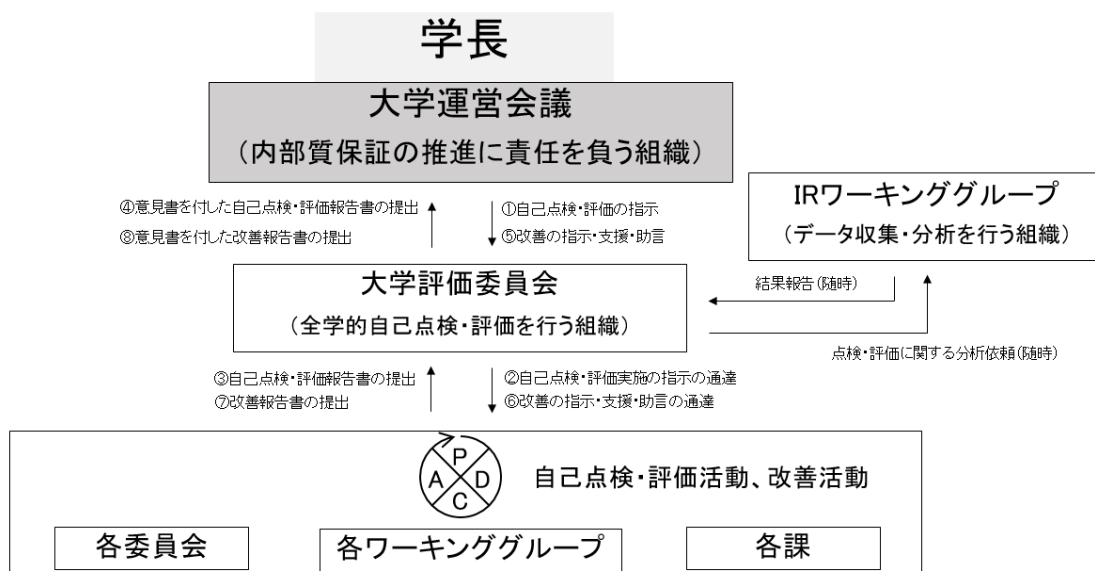 学長
大学運営会議
（内部質保証の推進に責任を負う組織）
④意見書を付した自己点検・評価報告書の提出
⑧意見書を付した改善報告書の提出
①自己点検・評価の指示
⑤改善の指示・支援・助言
IRワーキンググループ
（データ収集・分析を行う組織）
大学評価委員会
（全学的自己点検・評価を行う組織）
結果報告（随時）
点検・評価に関する分析依頼（随時）
③自己点検・評価報告書の提出
⑦改善報告書の提出
②自己点検・評価実施の指示の通達
⑥改善の指示・支援・助言の通達
P
A D
C
自己点検・評価活動、改善活動
各委員会
各ワーキンググループ
各課